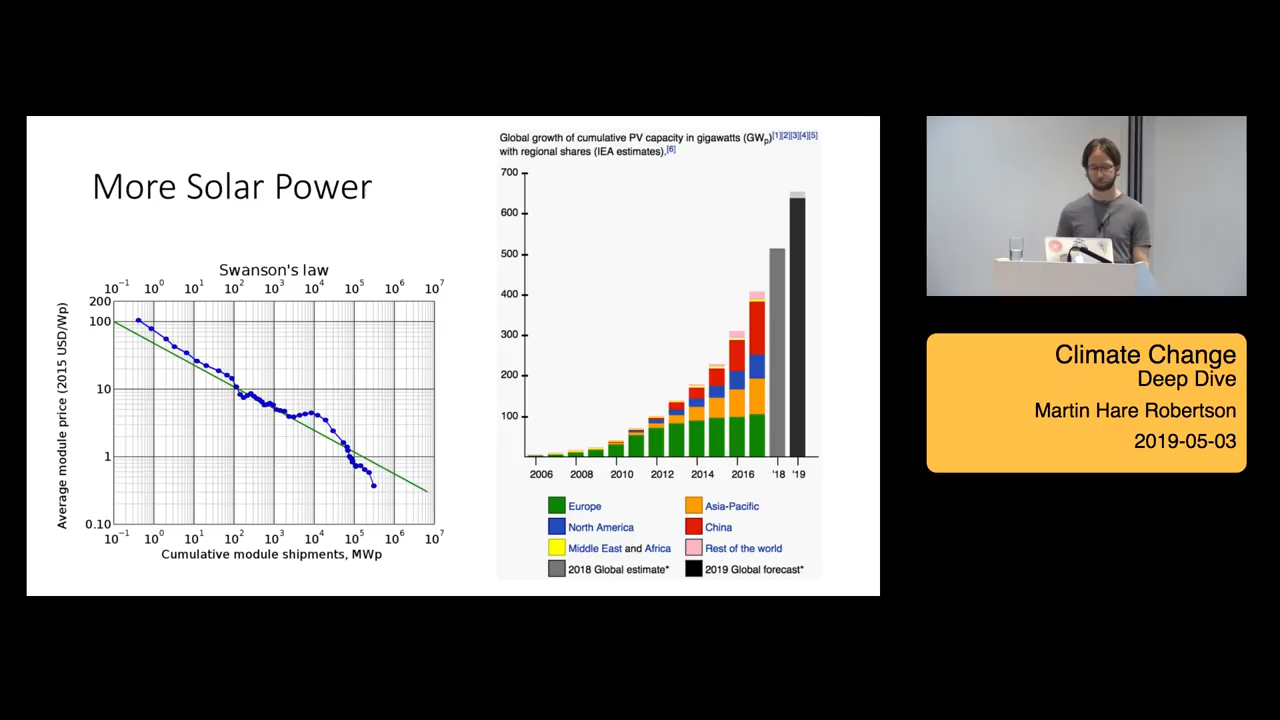 More Solar Power
Swanson's law
10⁻¹ 10⁰ 10¹ 10² 10³ 10⁴ 10⁵ 10⁶ 10⁷
200
100
10
1
0.10
Average module price (2015 USD/Wp)
10⁻¹ 10⁰ 10¹ 10² 10³ 10⁴ 10⁵ 10⁶ 10⁷
Cumulative module shipments, MWp
Global growth of cumulative PV capacity in gigawatts (GWp)[1][2][3][4][5]
with regional shares (IEA estimates).[6]
700
600
500
400
300
200
100
2006 2008 2010 2012 2014 2016 '18 '19
Europe Asia-Pacific
North America China
Middle East and Africa Rest of the world
2018 Global estimate* 2019 Global forecast*
Climate Change
Deep Dive
Martin Hare Robertson
2019-05-03